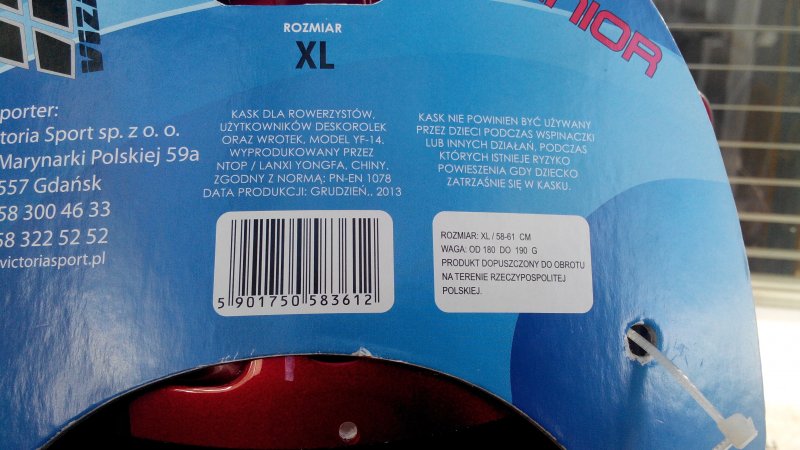 ROZMIAR
XL
NIOR
porter:
toria Sport sp. z o. o.
Marynarki Polskiej 59a
557 Gdańsk
58 300 46 33
58 322 52 52
victoriasport.pl
KASK DLA ROWERZYSTÓW,
UŻYTKOWNIKÓW DESKOROLEK
ORAZ WROTEK, MODEL YF-14.
WYPRODUKOWANY PRZEZ
NTOP / LANXI YONGFA, CHINY.
ZGODNY Z NORMĄ: PN-EN 1078
DATA PRODUKCJI: GRUDZIEŃ.. 2013
KASK NIE POWINIEN BYĆ UŻYWANY
PRZEZ DZIECI PODCZAS WSPINACZKI
LUB INNYCH DZIAŁAŃ, PODCZAS
KTÓRYCH ISTNIEJE RYZYKO
POWIESZENIA GDY DZIECKO
ZATRZAŚNIE SIĘ W KASKU.
5 901750 583612
ROZMIAR: XL / 58-61 CM
WAGA: OD 180 DO 190 G
PRODUKT DOPUSZCZONY DO OBROTU
NA TERENIE RZECZYPOSPOLITEJ
POLSKIEJ.